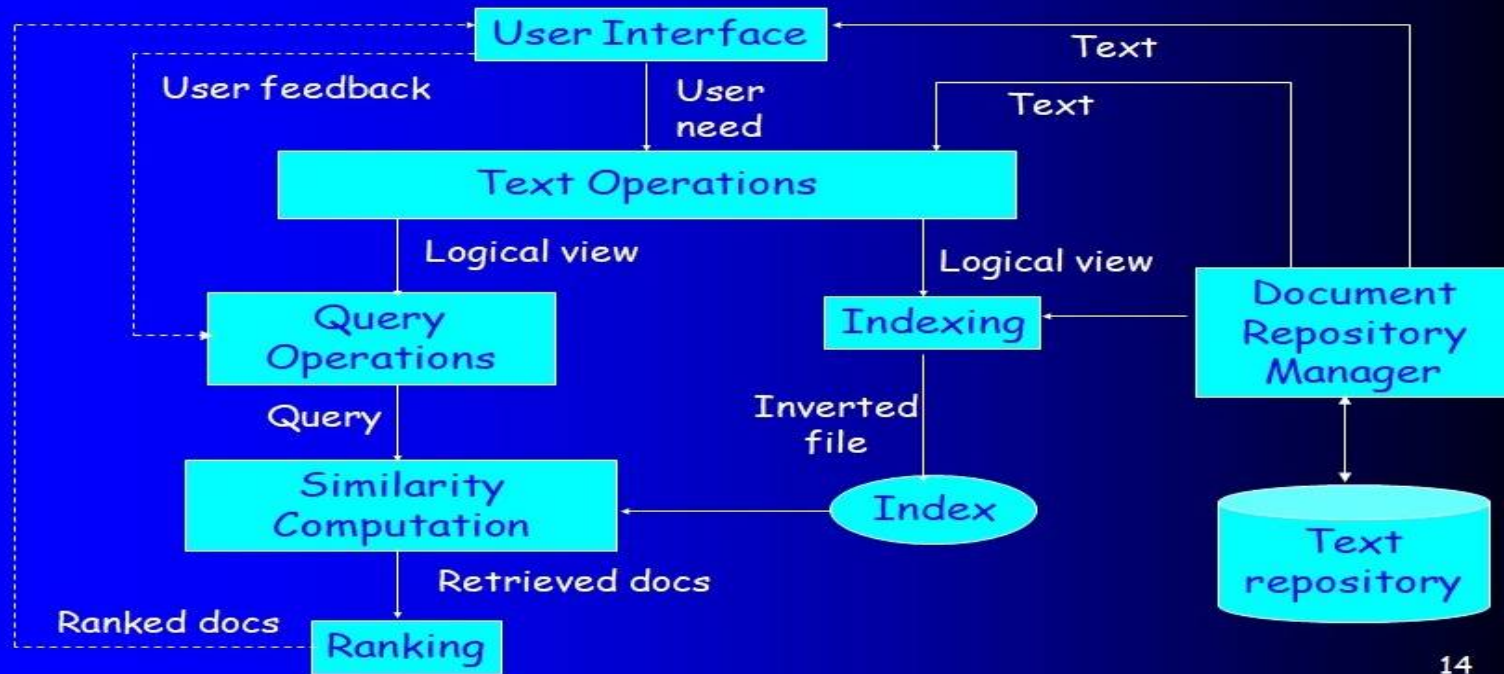 User Interface
Text
User feedback
User
need
Text
Text Operations
Logical view
Logical view
Query
Operations
Indexing
Document
Repository
Manager
Query
Inverted
file
Similarity
Computation
Index
Text
repository
Retrieved docs
Ranked docs
Ranking
14